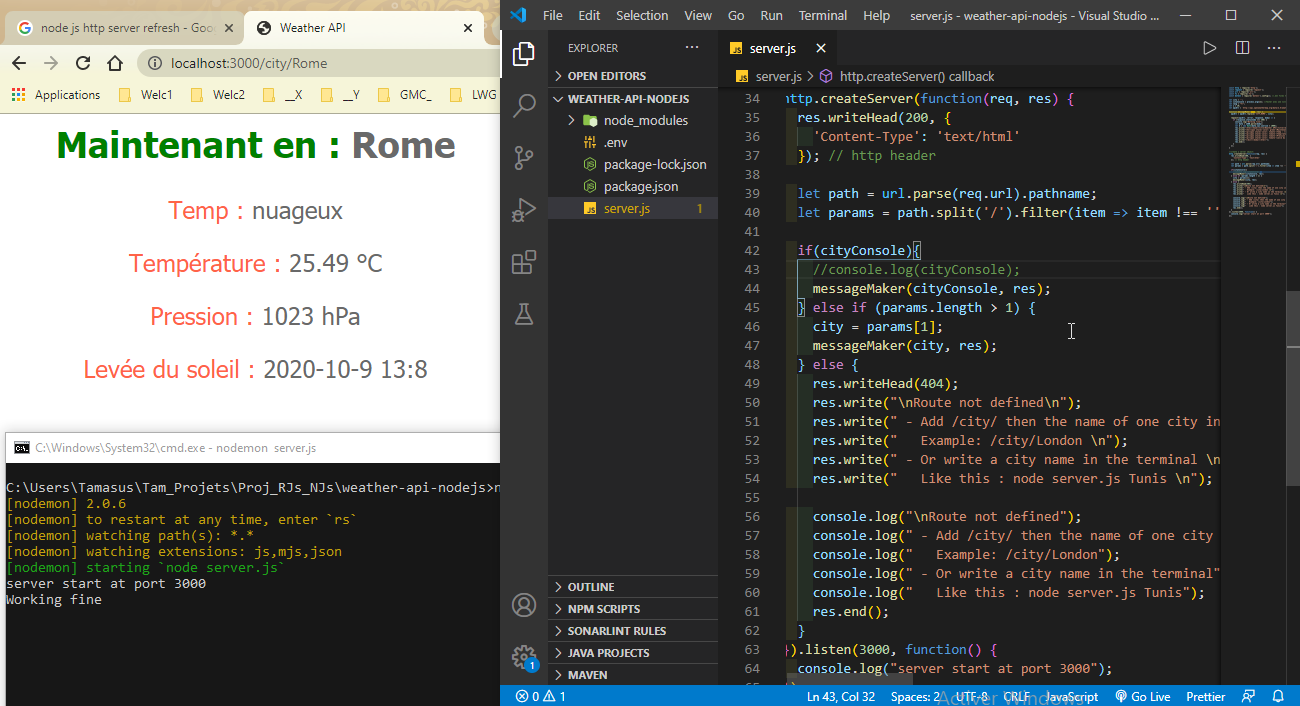 node js http server refresh - Goo
Weather API
localhost:3000/city/Rome
Applications
Welc1
Welc2
__X
__Y
GMC_
LWG
Maintenant en : Rome
Temp : nuageux
Température : 25.49 °C
Pression : 1023 hPa
Levée du soleil : 2020-10-9 13:8
C:\Windows\System32\cmd.exe - nodemon server.js
C:\Users\Tamasus\Tam_Projets\Proj_RJs_NJs\weather-api-nodejs>n
[nodemon] 2.0.6
[nodemon] to restart at any time, enter `rs`
[nodemon] watching path(s): *.*
[nodemon] watching extensions: js,mjs,json
[nodemon] starting `node server.js`
server start at port 3000
Working fine
File Edit Selection View Go Run Terminal Help server.js - weather-api-nodejs - Visual Studio ...
EXPLORER
OPEN EDITORS
WEATHER-API-NODEJS
node_modules
.env
package-lock.json
package.json
server.js 1
OUTLINE
NPM SCRIPTS
SONARLINT RULES
JAVA PROJECTS
MAVEN
1
server.js
server.js > http.createServer() callback
34 http.createServer(function(req, res) {
35 res.writeHead(200, {
36 'Content-Type': 'text/html'
37 }); // http header
38
39 let path = url.parse(req.url).pathname;
40 let params = path.split('/').filter(item => item !== ''
41
42 if(cityConsole){
43 //console.log(cityConsole);
44 messageMaker(cityConsole, res);
45 } else if (params.length > 1) {
46 city = params[1];
47 messageMaker(city, res);
48 } else {
49 res.writeHead(404);
50 res.write("\nRoute not defined\n");
51 res.write(" - Add /city/ then the name of one city in
52 res.write("   Example: /city/London \n");
53 res.write(" - Or write a city name in the terminal \n
54 res.write("   Like this : node server.js Tunis \n");
55
56 console.log("\nRoute not defined");
57 console.log(" - Add /city/ then the name of one city
58 console.log("   Example: /city/London");
59 console.log(" - Or write a city name in the terminal"
60 console.log("   Like this : node server.js Tunis");
61 res.end();
62 }
63 }).listen(3000, function() {
64 console.log("server start at port 3000");
0 1 Ln 43, Col 32 Spaces: 2 UTF-8 CRLF JavaScript Go Live Prettier
Activer Windows